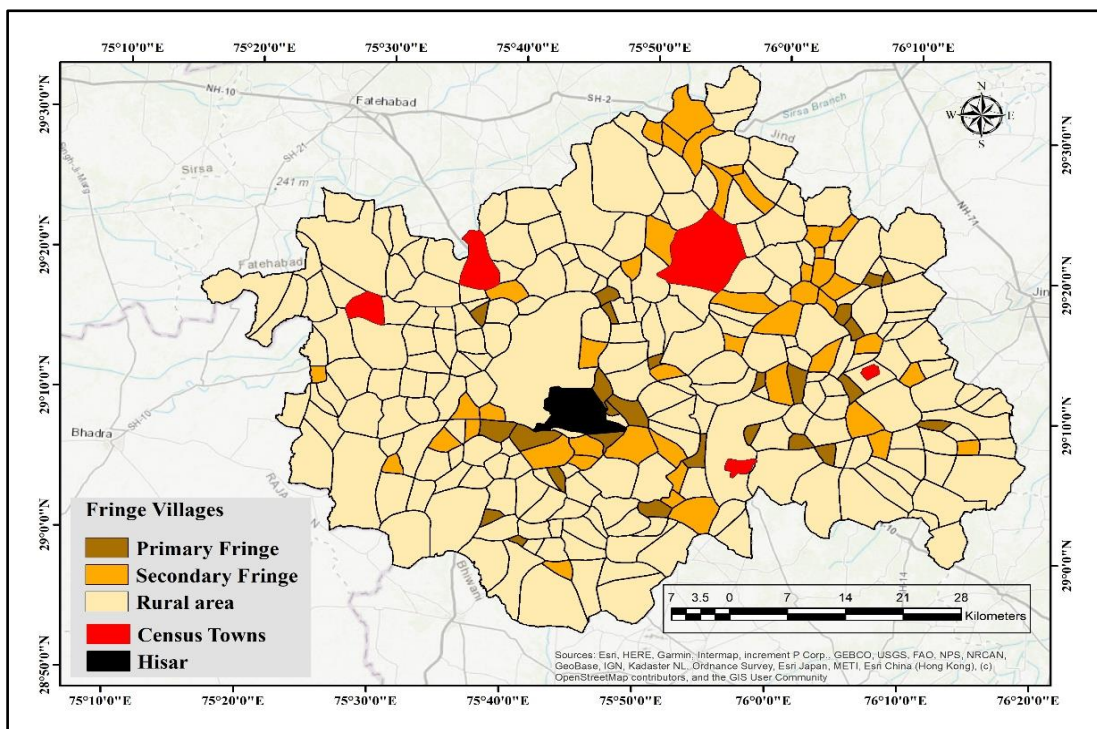 75°10'0"E 75°20'0"E 75°30'0"E 75°40'0"E 75°50'0"E 76°0'0"E 76°10'0"E
29°30'0"N
29°20'0"N
29°10'0"N
29°0'0"N
28°50'0"N
29°30'0"N
29°20'0"N
29°10'0"N
29°0'0"N
N
W E
S
NH-10
Fatehabad
SH-2
Sirsa Branch
Jind
SH-21
Sirsa
241 m
NH-71
Fatehabad
Jin
SH-10
Bhadra
Bhiwani
Fringe Villages
Primary Fringe
Secondary Fringe
Rural area
Census Towns
Hisar
7 3.5 0 7 14 21 28
Kilometers
Sources: Esri, HERE, Garmin, Intermap, increment P Corp., GEBCO, USGS, FAO, NPS, NRCAN,
GeoBase, IGN, Kadaster NL, Ordnance Survey, Esri Japan, METI, Esri China (Hong Kong), (c)
OpenStreetMap contributors, and the GIS User Community
75°10'0"E 75°20'0"E 75°30'0"E 75°40'0"E 75°50'0"E 76°0'0"E 76°10'0"E 76°20'0"E